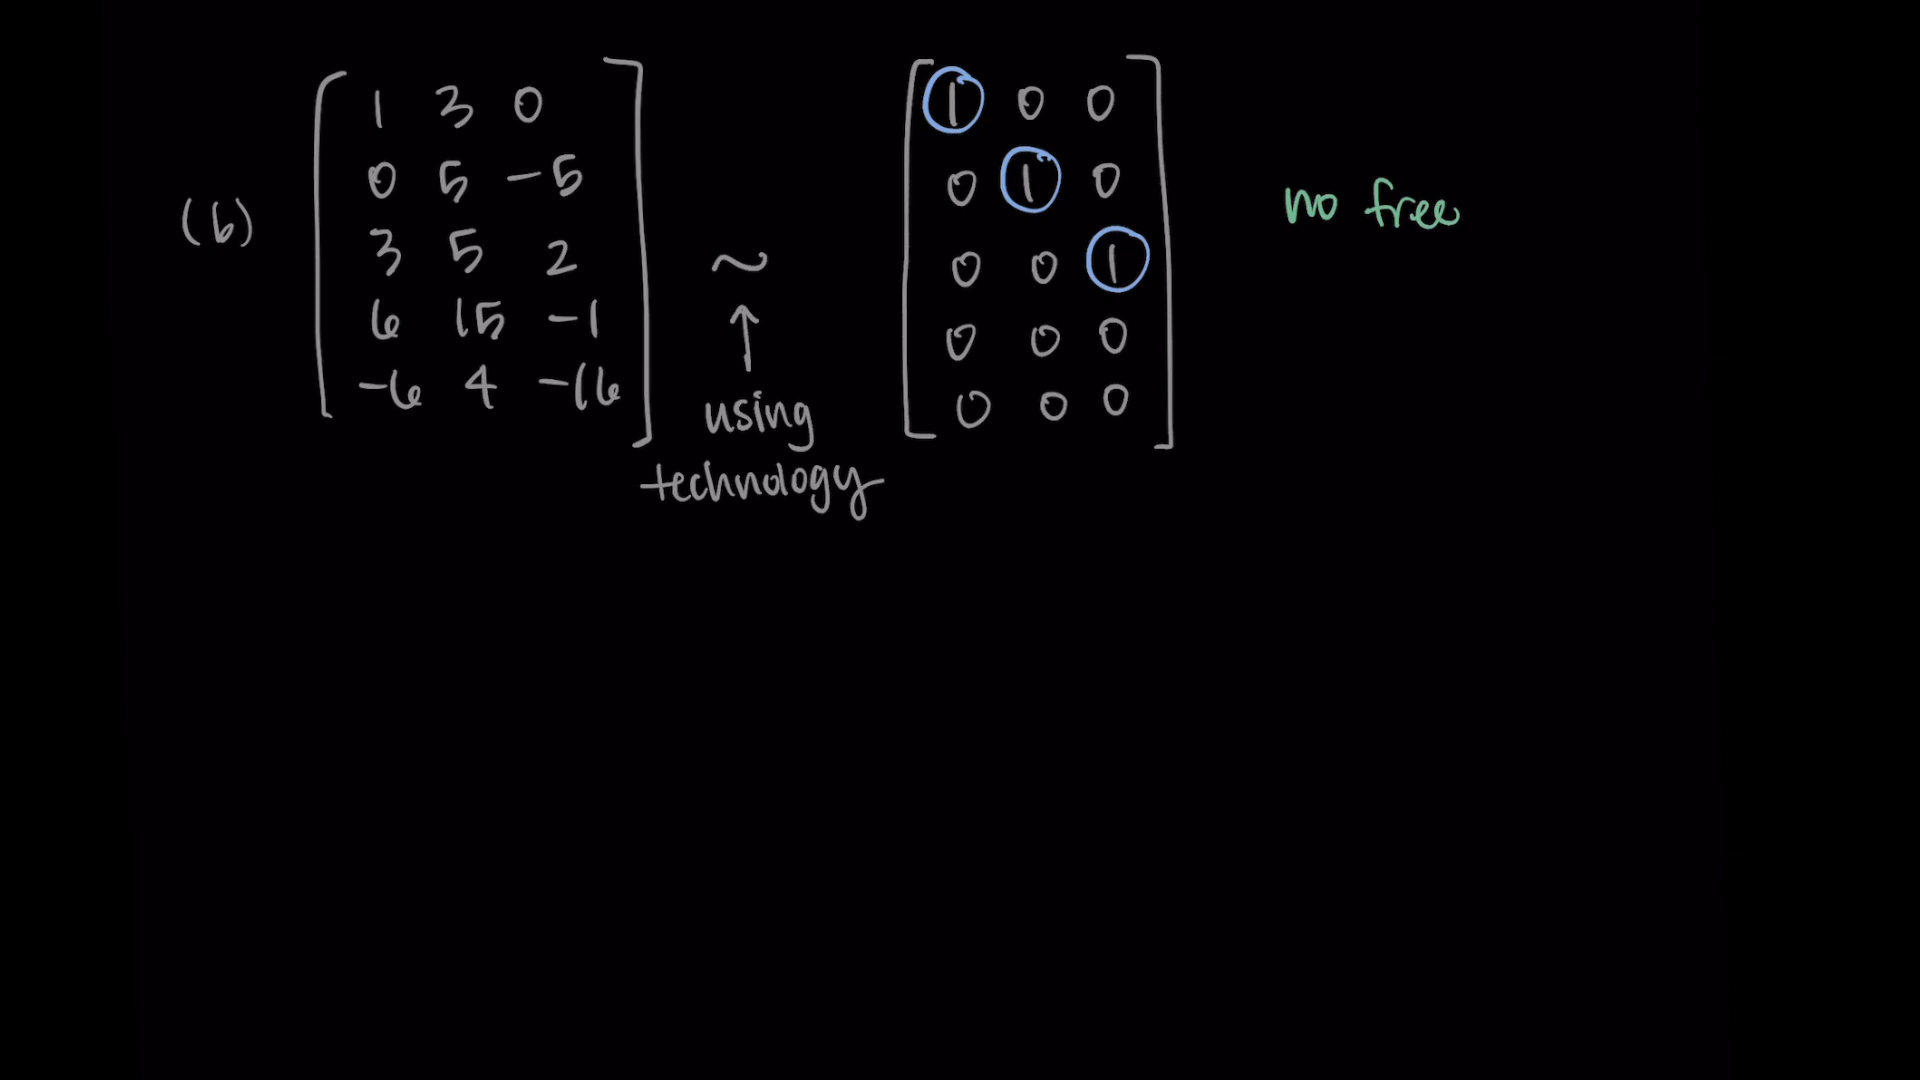 (b)
1 3 0
0 5 -5
3 5 2
6 15 -1
-6 4 -16
~
↑
using
technology
1 0 0
0 1 0
0 0 1
0 0 0
0 0 0
no free